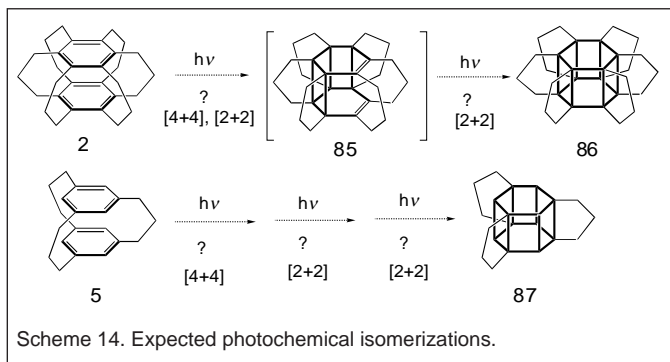 hν
?
[4+4], [2+2]
hν
?
[2+2]
2
85
86
hν
hν
hν
?
?
?
[4+4]
[2+2]
[2+2]
5
87
Scheme 14. Expected photochemical isomerizations.